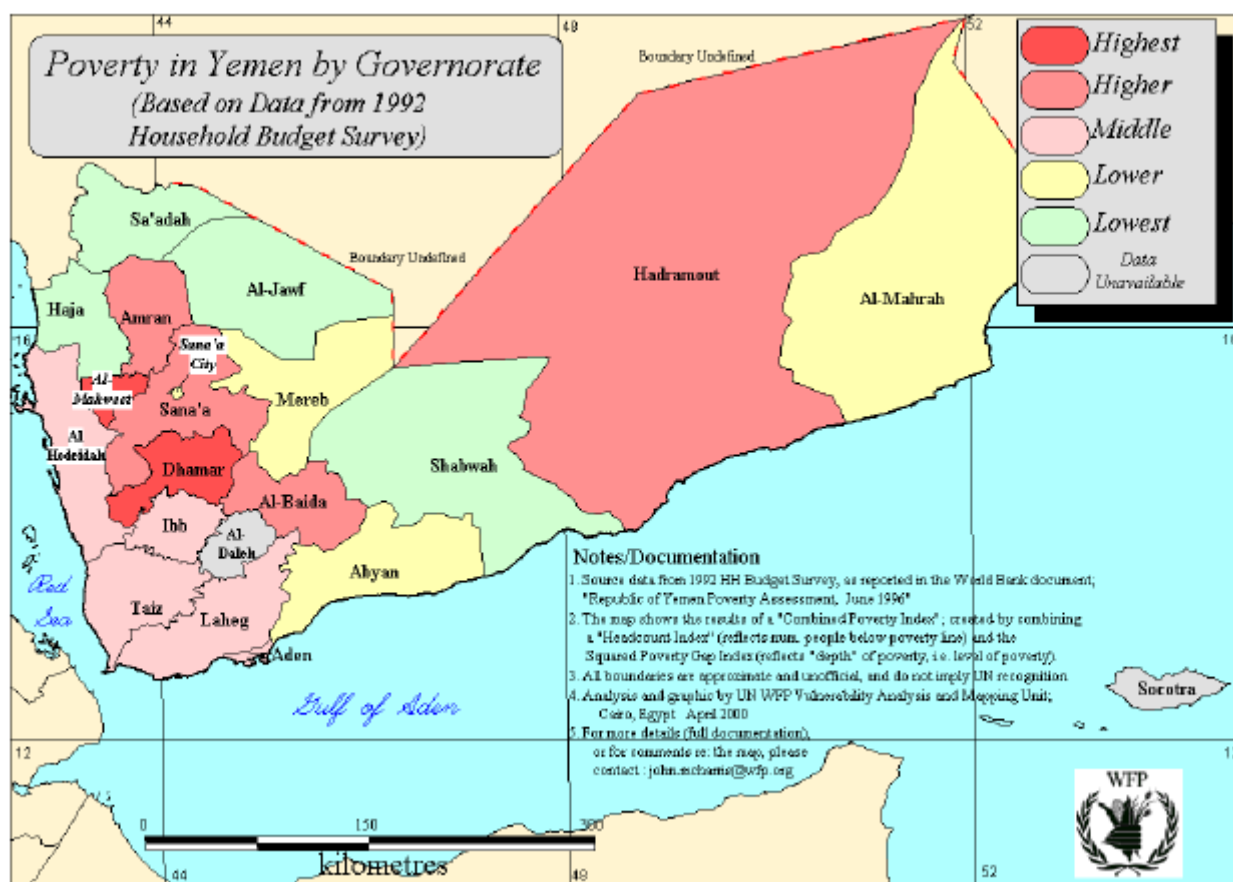 44
48
52
Poverty in Yemen by Governorate
(Based on Data from 1992
Household Budget Survey)
Highest
Higher
Middle
Lower
Lowest
Data
Unavailable
Boundary Undefined
Boundary Undefined
Sa'adah
Al-Jawf
Haja
Amran
Hadramout
Al-Mahrah
16
Sana'a
City
Al-
Mahweet
Sana'a
Mereb
Al
Hodeidah
Dhamar
Shabwah
Al-Baida
Ibb
Al-
Daleh
Abyan
Taiz
Laheg
Aden
Red
Sea
Gulf of Aden
Socotra
Notes/Documentation
1. Source data from 1992 HH Budget Survey, as reported in the World Bank document;
"Republic of Yemen Poverty Assessment, June 1996"
2. The map shows the results of a "Combined Poverty Index"; created by combining
a "Headcount Index" (reflects num. people below poverty line) and the
Squared Poverty Gap Index (reflects "depth" of poverty, i.e. level of poverty).
3. All boundaries are approximate and unofficial, and do not imply UN recognition
4. Analysis and graphic by UN WFP Vulnerability Analysis and Mapping Unit;
Cairo, Egypt April 2000
5. For more details (full documentation),
or for comments re: the map, please
contact :
12
WFP
0 150 300
kilometres
44
48
52